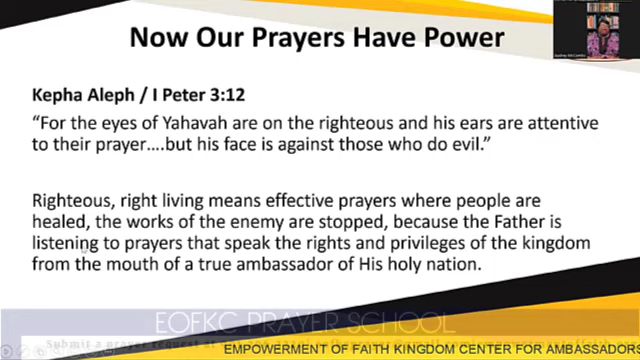 Now Our Prayers Have Power
Kepha Aleph / I Peter 3:12
“For the eyes of Yahavah are on the righteous and his ears are attentive
to their prayer….but his face is against those who do evil.”
Righteous, right living means effective prayers where people are
healed, the works of the enemy are stopped, because the Father is
listening to prayers that speak the rights and privileges of the kingdom
from the mouth of a true ambassador of His holy nation.
EOFKC PRAYER SCHOOL
Submit a prayer request at
EMPOWERMENT OF FAITH KINGDOM CENTER FOR AMBASSADORS